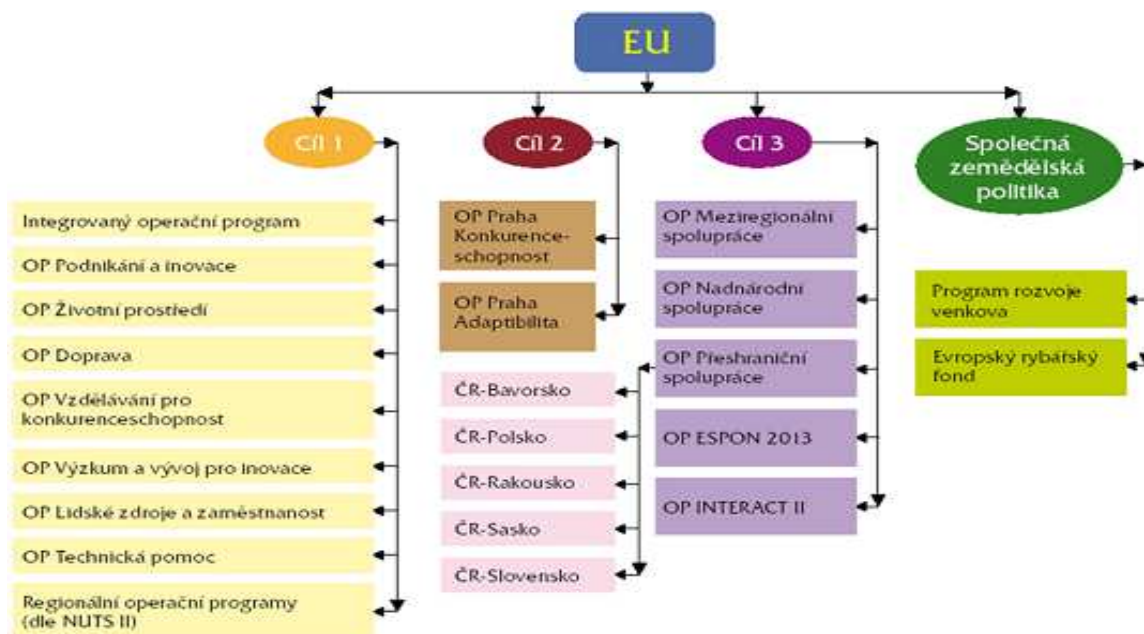 EU
Cíl 1
Cíl 2
Cíl 3
Společná
zemědělská
politika
Integrovaný operační program
OP Podnikání a inovace
OP Životní prostředí
OP Doprava
OP Vzdělávání pro
konkurenceschopnost
OP Výzkum a vývoj pro inovace
OP Lidské zdroje a zaměstnanost
OP Technická pomoc
Regionální operační programy
(dle NUTS II)
OP Praha
Konkurence-
schopnost
OP Praha
Adaptibilita
ČR-Bavorsko
ČR-Polsko
ČR-Rakousko
ČR-Sasko
ČR-Slovensko
OP Meziregionální
spolupráce
OP Nadnárodní
spolupráce
OP Přeshraniční
spolupráce
OP ESPON 2013
OP INTERACT II
Program rozvoje
venkova
Evropský rybářský
fond